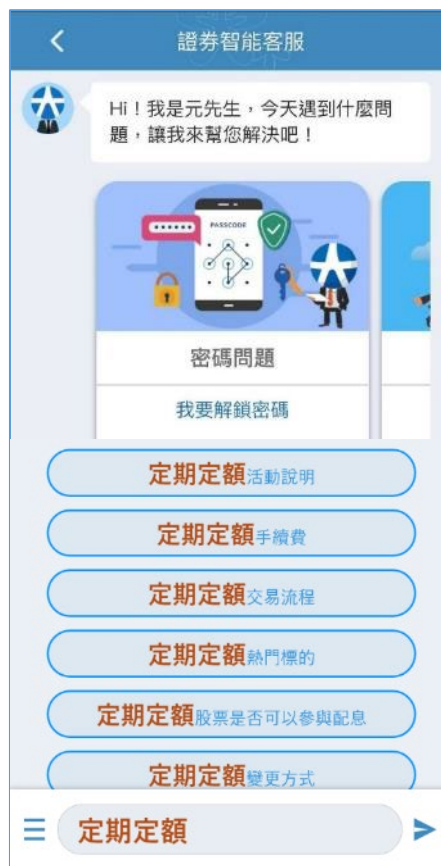 證券智能客服
Hi！我是元先生，今天遇到什麼問
題，讓我來幫您解決吧！
PASSCODE
密碼問題
我要解鎖密碼
定期定額活動說明
定期定額手續費
定期定額交易流程
定期定額熱門標的
定期定額股票是否可以參與配息
定期定額變更方式
定期定額